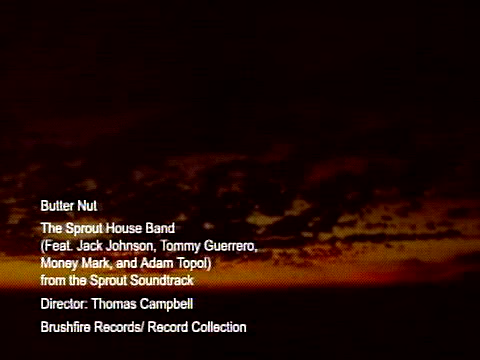 Butter Nut
The Sprout House Band
(Feat. Jack Johnson, Tommy Guerrero,
Money Mark, and Adam Topol)
from the Sprout Soundtrack
Director: Thomas Campbell
Brushfire Records/ Record Collection